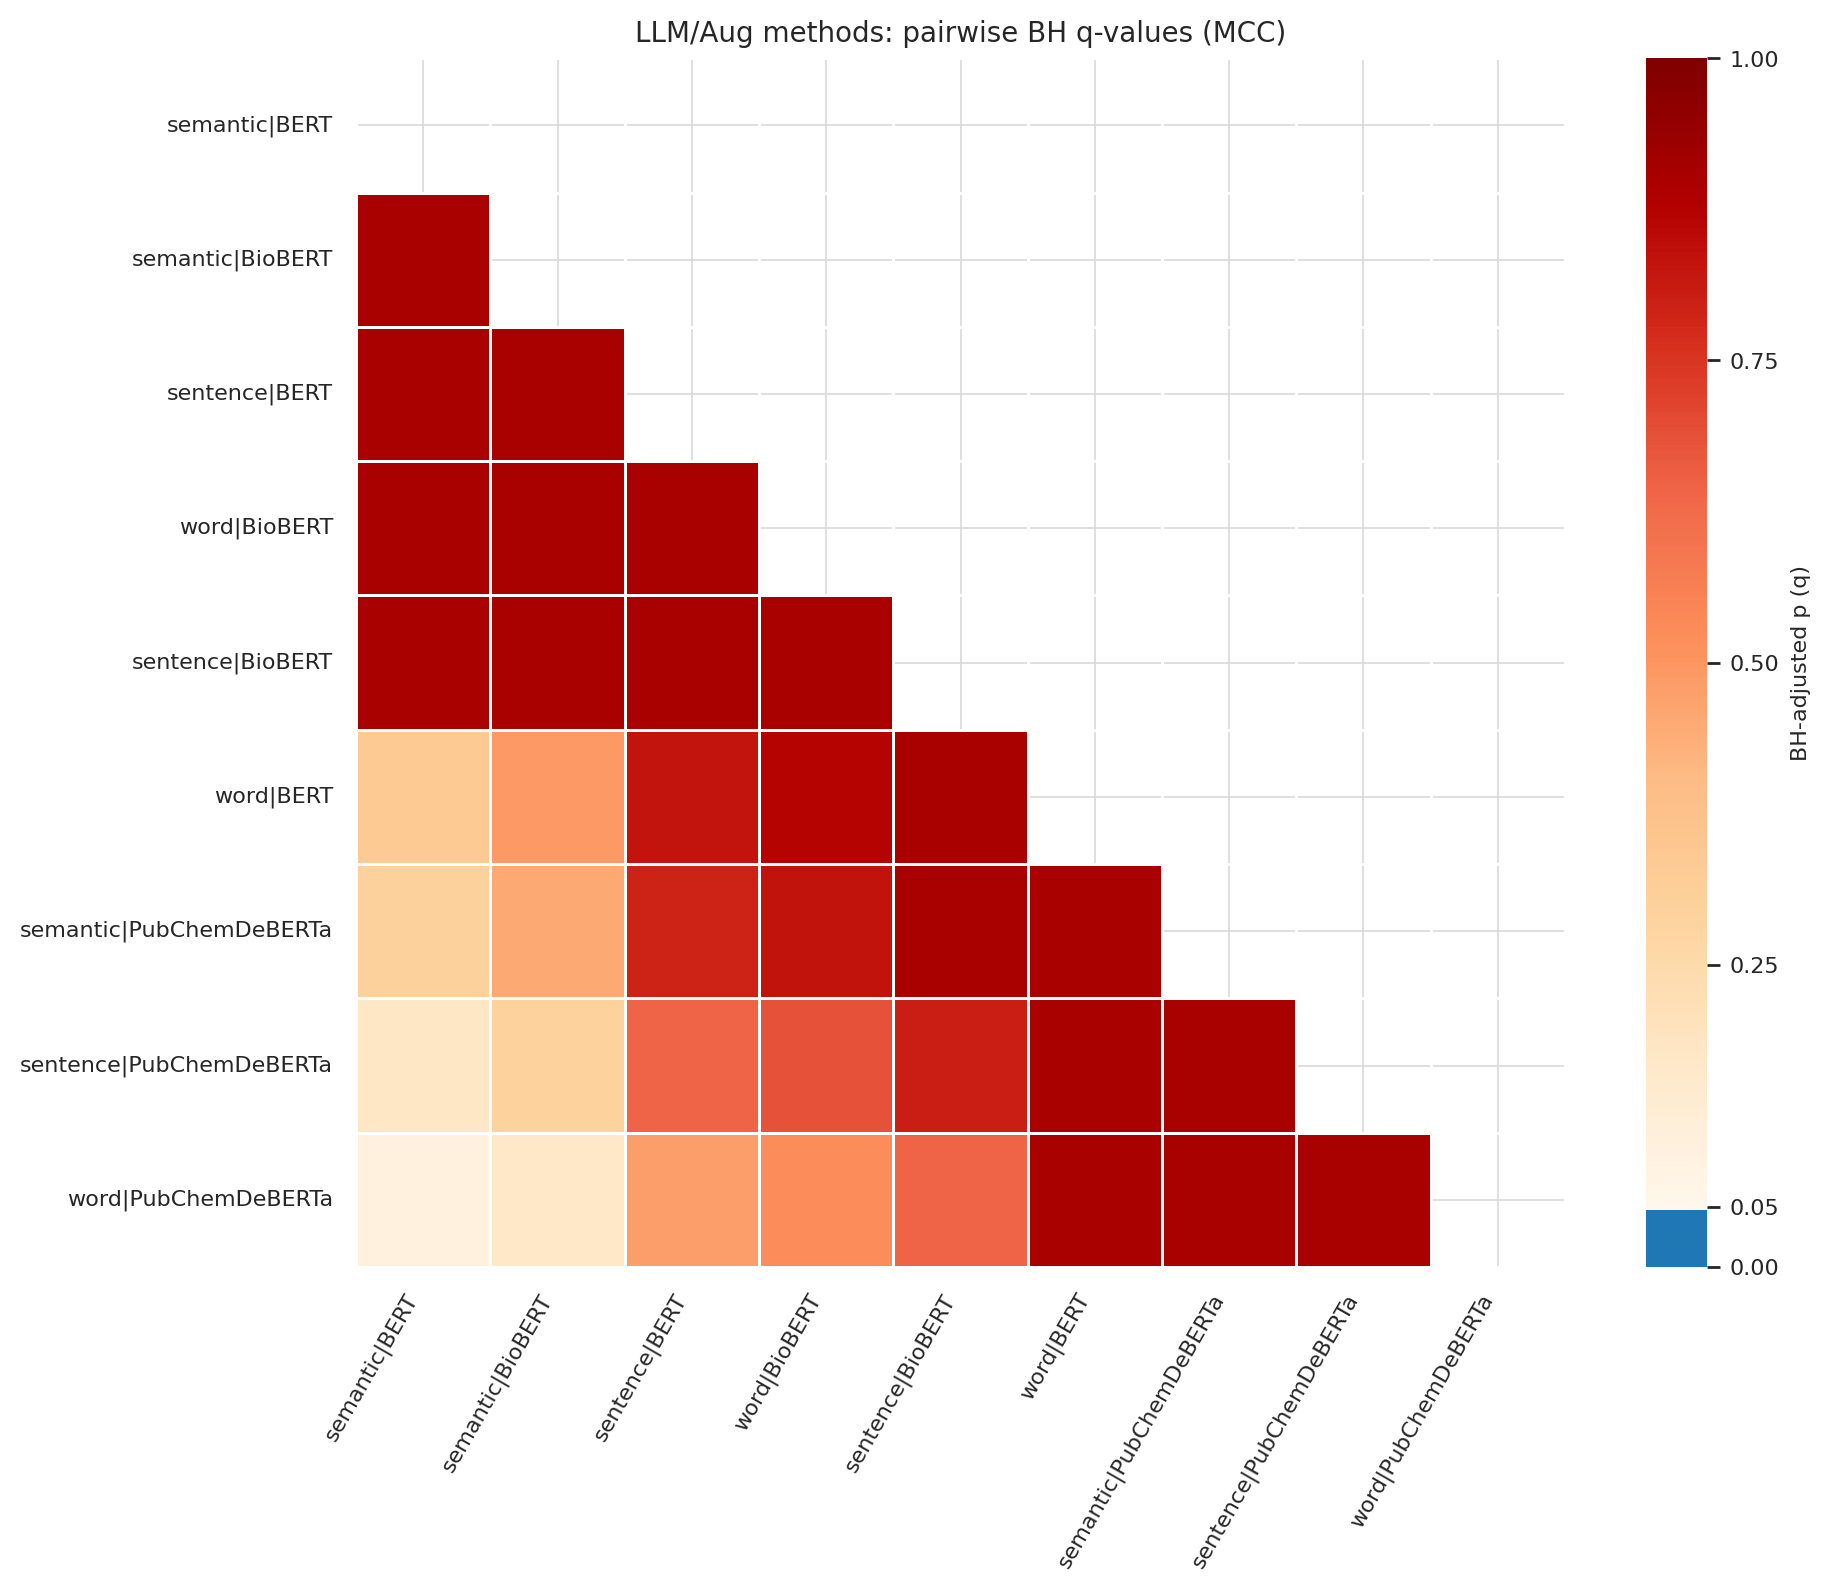 LLM/Aug methods: pairwise BH q-values (MCC)
semantic|BERT
semantic|BioBERT
sentence|BERT
word|BioBERT
sentence|BioBERT
word|BERT
semantic|PubChemDeBERTa
sentence|PubChemDeBERTa
word|PubChemDeBERTa
semantic|BERT
semantic|BioBERT
sentence|BERT
word|BioBERT
sentence|BioBERT
word|BERT
semantic|PubChemDeBERTa
sentence|PubChemDeBERTa
word|PubChemDeBERTa
1.00
0.75
0.50
0.25
0.05
0.00
BH-adjusted p (q)